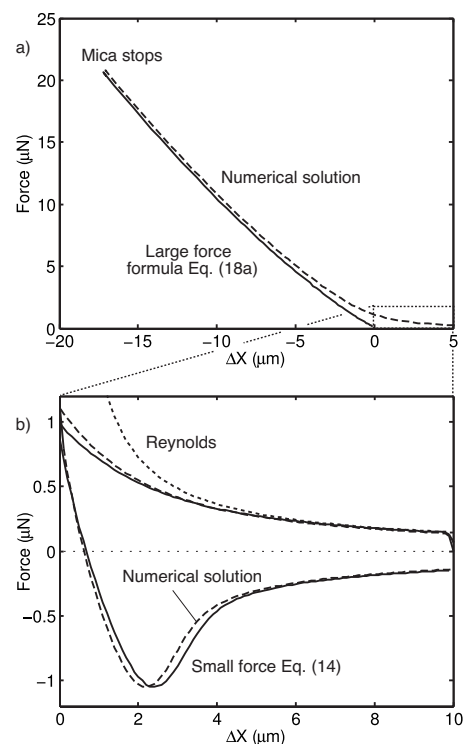 a)
Mica stops
Numerical solution
Large force
formula Eq. (18a)
Force (μN)
25
20
15
10
5
0
-20
-15
-10
-5
0
5
ΔX (μm)
b)
Reynolds
Numerical solution
Small force Eq. (14)
Force (μN)
1
0.5
0
-0.5
-1
0
2
4
6
8
10
ΔX (μm)